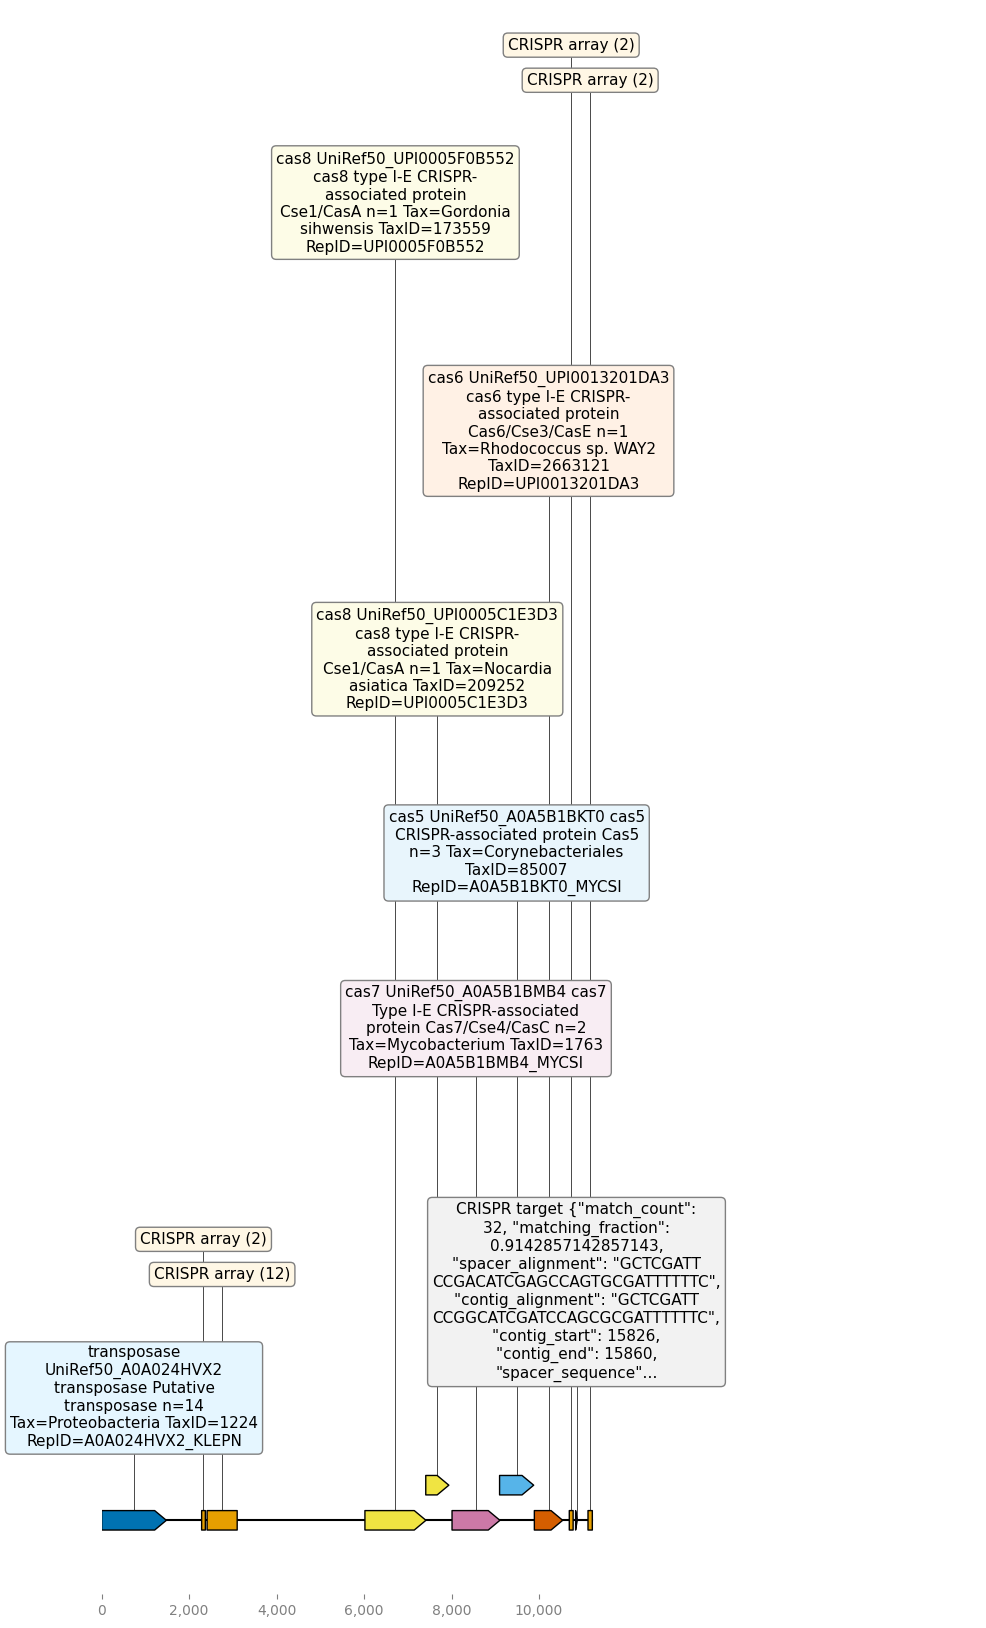 CRISPR array (2)
CRISPR array (2)
cas8 UniRef50_UPI0005F0B552
cas8 type I-E CRISPR-
associated protein
Cse1/CasA n=1 Tax=Gordonia
sihwensis TaxID=173559
RepID=UPI0005F0B552
cas6 UniRef50_UPI0013201DA3
cas6 type I-E CRISPR-
associated protein
Cas6/Cse3/CasE n=1
Tax=Rhodococcus sp. WAY2
TaxID=2663121
RepID=UPI0013201DA3
cas8 UniRef50_UPI0005C1E3D3
cas8 type I-E CRISPR-
associated protein
Cse1/CasA n=1 Tax=Nocardia
asiatica TaxID=209252
RepID=UPI0005C1E3D3
cas5 UniRef50_A0A5B1BKT0 cas5
CRISPR-associated protein Cas5
n=3 Tax=Corynebacteriales
TaxID=85007
RepID=A0A5B1BKT0_MYCSI
cas7 UniRef50_A0A5B1BMB4 cas7
Type I-E CRISPR-associated
protein Cas7/Cse4/CasC n=2
Tax=Mycobacterium TaxID=1763
RepID=A0A5B1BMB4_MYCSI
CRISPR target {"match_count":
32, "matching_fraction":
0.9142857142857143,
"spacer_alignment": "GCTCGATT
CCGACATCGAGCCAGTGCGATTTTTTC",
"contig_alignment": "GCTCGATT
CCGGCATCGATCCAGCGCGATTTTTTC",
"contig_start": 15826,
"contig_end": 15860,
"spacer_sequence"...
CRISPR array (2)
CRISPR array (12)
transposase
UniRef50_A0A024HVX2
transposase Putative
transposase n=14
Tax=Proteobacteria TaxID=1224
RepID=A0A024HVX2_KLEPN
0 2,000 4,000 6,000 8,000 10,000